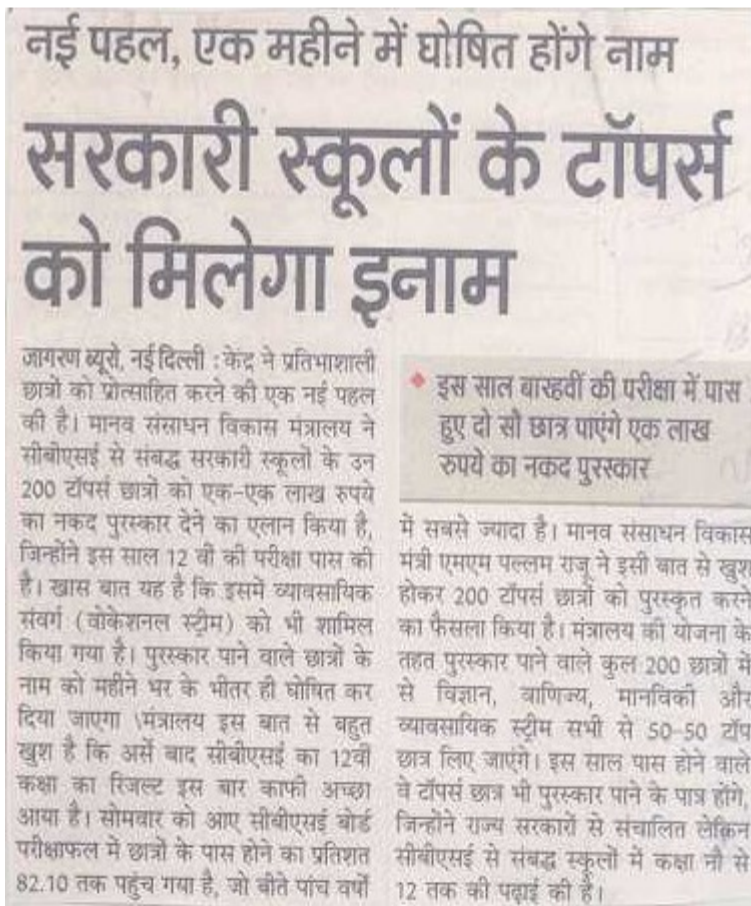 नई पहल, एक महीने में घोषित होंगे नाम
सरकारी स्कूलों के टॉपर्स
को मिलेगा इनाम
जागरण ब्यूरो, नई दिल्ली : केंद्र ने प्रतिभाशाली
छात्रों को प्रोत्साहित करने की एक नई पहल
की है। मानव संसाधन विकास मंत्रालय ने
सीबीएसई से संबद्ध सरकारी स्कूलों के उन
200 टॉपर्स छात्रों को एक-एक लाख रुपये
का नकद पुरस्कार देने का एलान किया है,
जिन्होंने इस साल 12 वीं की परीक्षा पास की
है। खास बात यह है कि इसमें व्यावसायिक
संवर्ग (वोकेशनल स्ट्रीम) को भी शामिल
किया गया है। पुरस्कार पाने वाले छात्रों के
नाम को महीने भर के भीतर ही घोषित कर
दिया जाएगा \मंत्रालय इस बात से बहुत
खुश है कि अर्से बाद सीबीएसई का 12वीं
कक्षा का रिजल्ट इस बार काफी अच्छा
आया है। सोमवार को आए सीबीएसई बोर्ड
परीक्षाफल में छात्रों के पास होने का प्रतिशत
82.10 तक पहुंच गया है, जो बीते पांच वर्षों
इस साल बारहवीं की परीक्षा में पास
हुए दो सौ छात्र पाएंगे एक लाख
रुपये का नकद पुरस्कार
में सबसे ज्यादा है। मानव संसाधन विकास
मंत्री एमएम पल्लम राजू ने इसी बात से खुश
होकर 200 टॉपर्स छात्रों को पुरस्कृत करने
का फैसला किया है। मंत्रालय की योजना के
तहत पुरस्कार पाने वाले कुल 200 छात्रों में
से विज्ञान, वाणिज्य, मानविकी और
व्यावसायिक स्ट्रीम सभी से 50-50 टॉप
छात्र लिए जाएंगे। इस साल पास होने वाले
वे टॉपर्स छात्र भी पुरस्कार पाने के पात्र होंगे
जिन्होंने राज्य सरकारों से संचालित लेकिन
सीबीएसई से संबद्ध स्कूलों में कक्षा नौ से
12 तक की पढ़ाई की है।